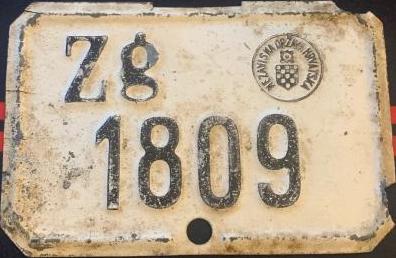 Zg
NEZAVISNA DRŽAVA HRVATSKA
1809